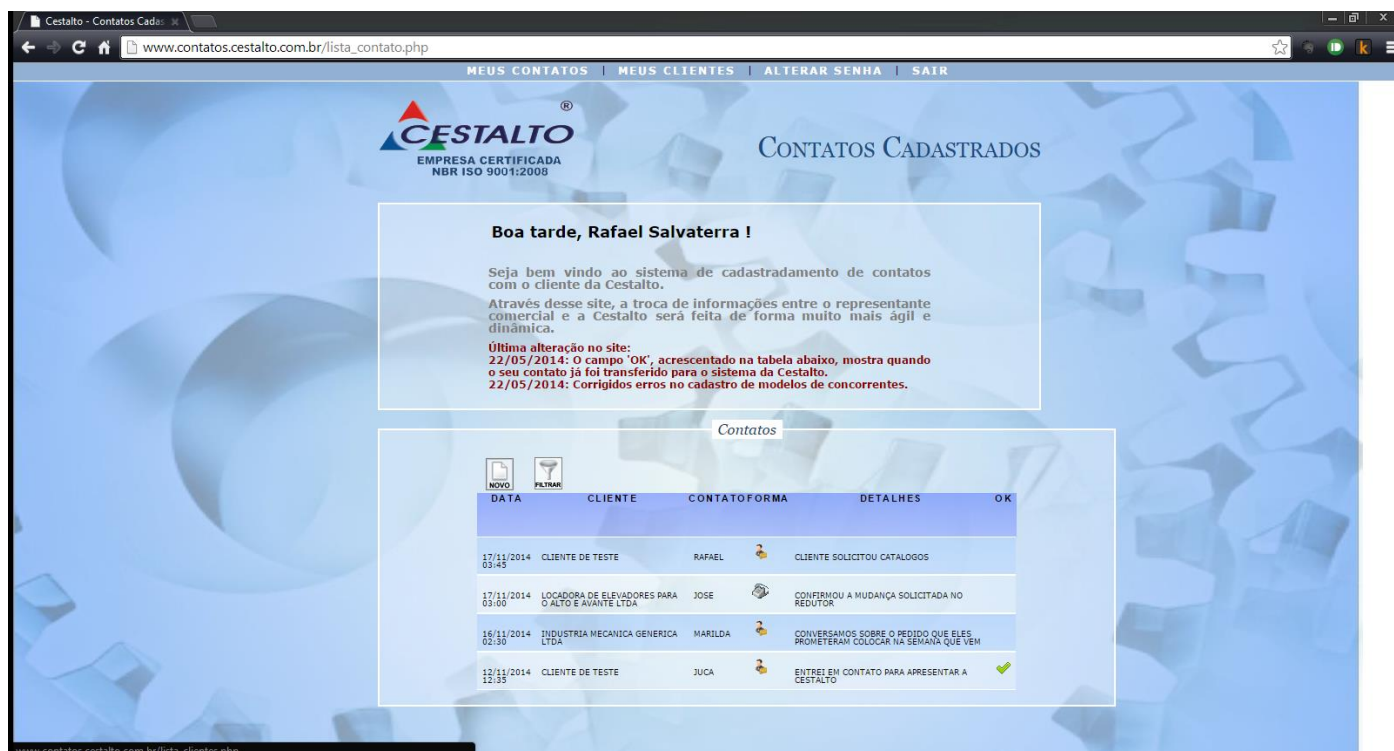 Cestalto - Contatos Cadas
www.contatos.cestalto.com.br/lista_contato.php
MEUS CONTATOS | MEUS CLIENTES | ALTERAR SENHA | SAIR
CESTALTO ®
EMPRESA CERTIFICADA
NBR ISO 9001:2008
CONTATOS CADASTRADOS
Boa tarde, Rafael Salvaterra !
Seja bem vindo ao sistema de cadastradamento de contatos
com o cliente da Cestalto.
Através desse site, a troca de informações entre o representante
comercial e a Cestalto será feita de forma muito mais ágil e
dinâmica.
Última alteração no site:
22/05/2014: O campo 'OK', acrescentado na tabela abaixo, mostra quando
o seu contato já foi transferido para o sistema da Cestalto.
22/05/2014: Corrigidos erros no cadastro de modelos de concorrentes.
Contatos
NOVO FILTRAR
DATA CLIENTE CONTATO FORMA DETALHES OK
17/11/2014 CLIENTE DE TESTE RAFAEL CLIENTE SOLICITOU CATALOGOS
03:45
17/11/2014 LOCADORA DE ELEVADORES PARA JOSE CONFIRMOU A MUDANÇA SOLICITADA NO
03:00 O ALTO E AVANTE LTDA REDUTOR
16/11/2014 INDUSTRIA MECANICA GENERICA MARILDA CONVERSAMOS SOBRE O PEDIDO QUE ELES
02:30 LTDA PROMETERAM COLOCAR NA SEMANA QUE VEM
12/11/2014 CLIENTE DE TESTE JUCA ENTREI EM CONTATO PARA APRESENTAR A
12:35 CESTALTO
www.contatos.cestalto.com.br/lista_clientes.php